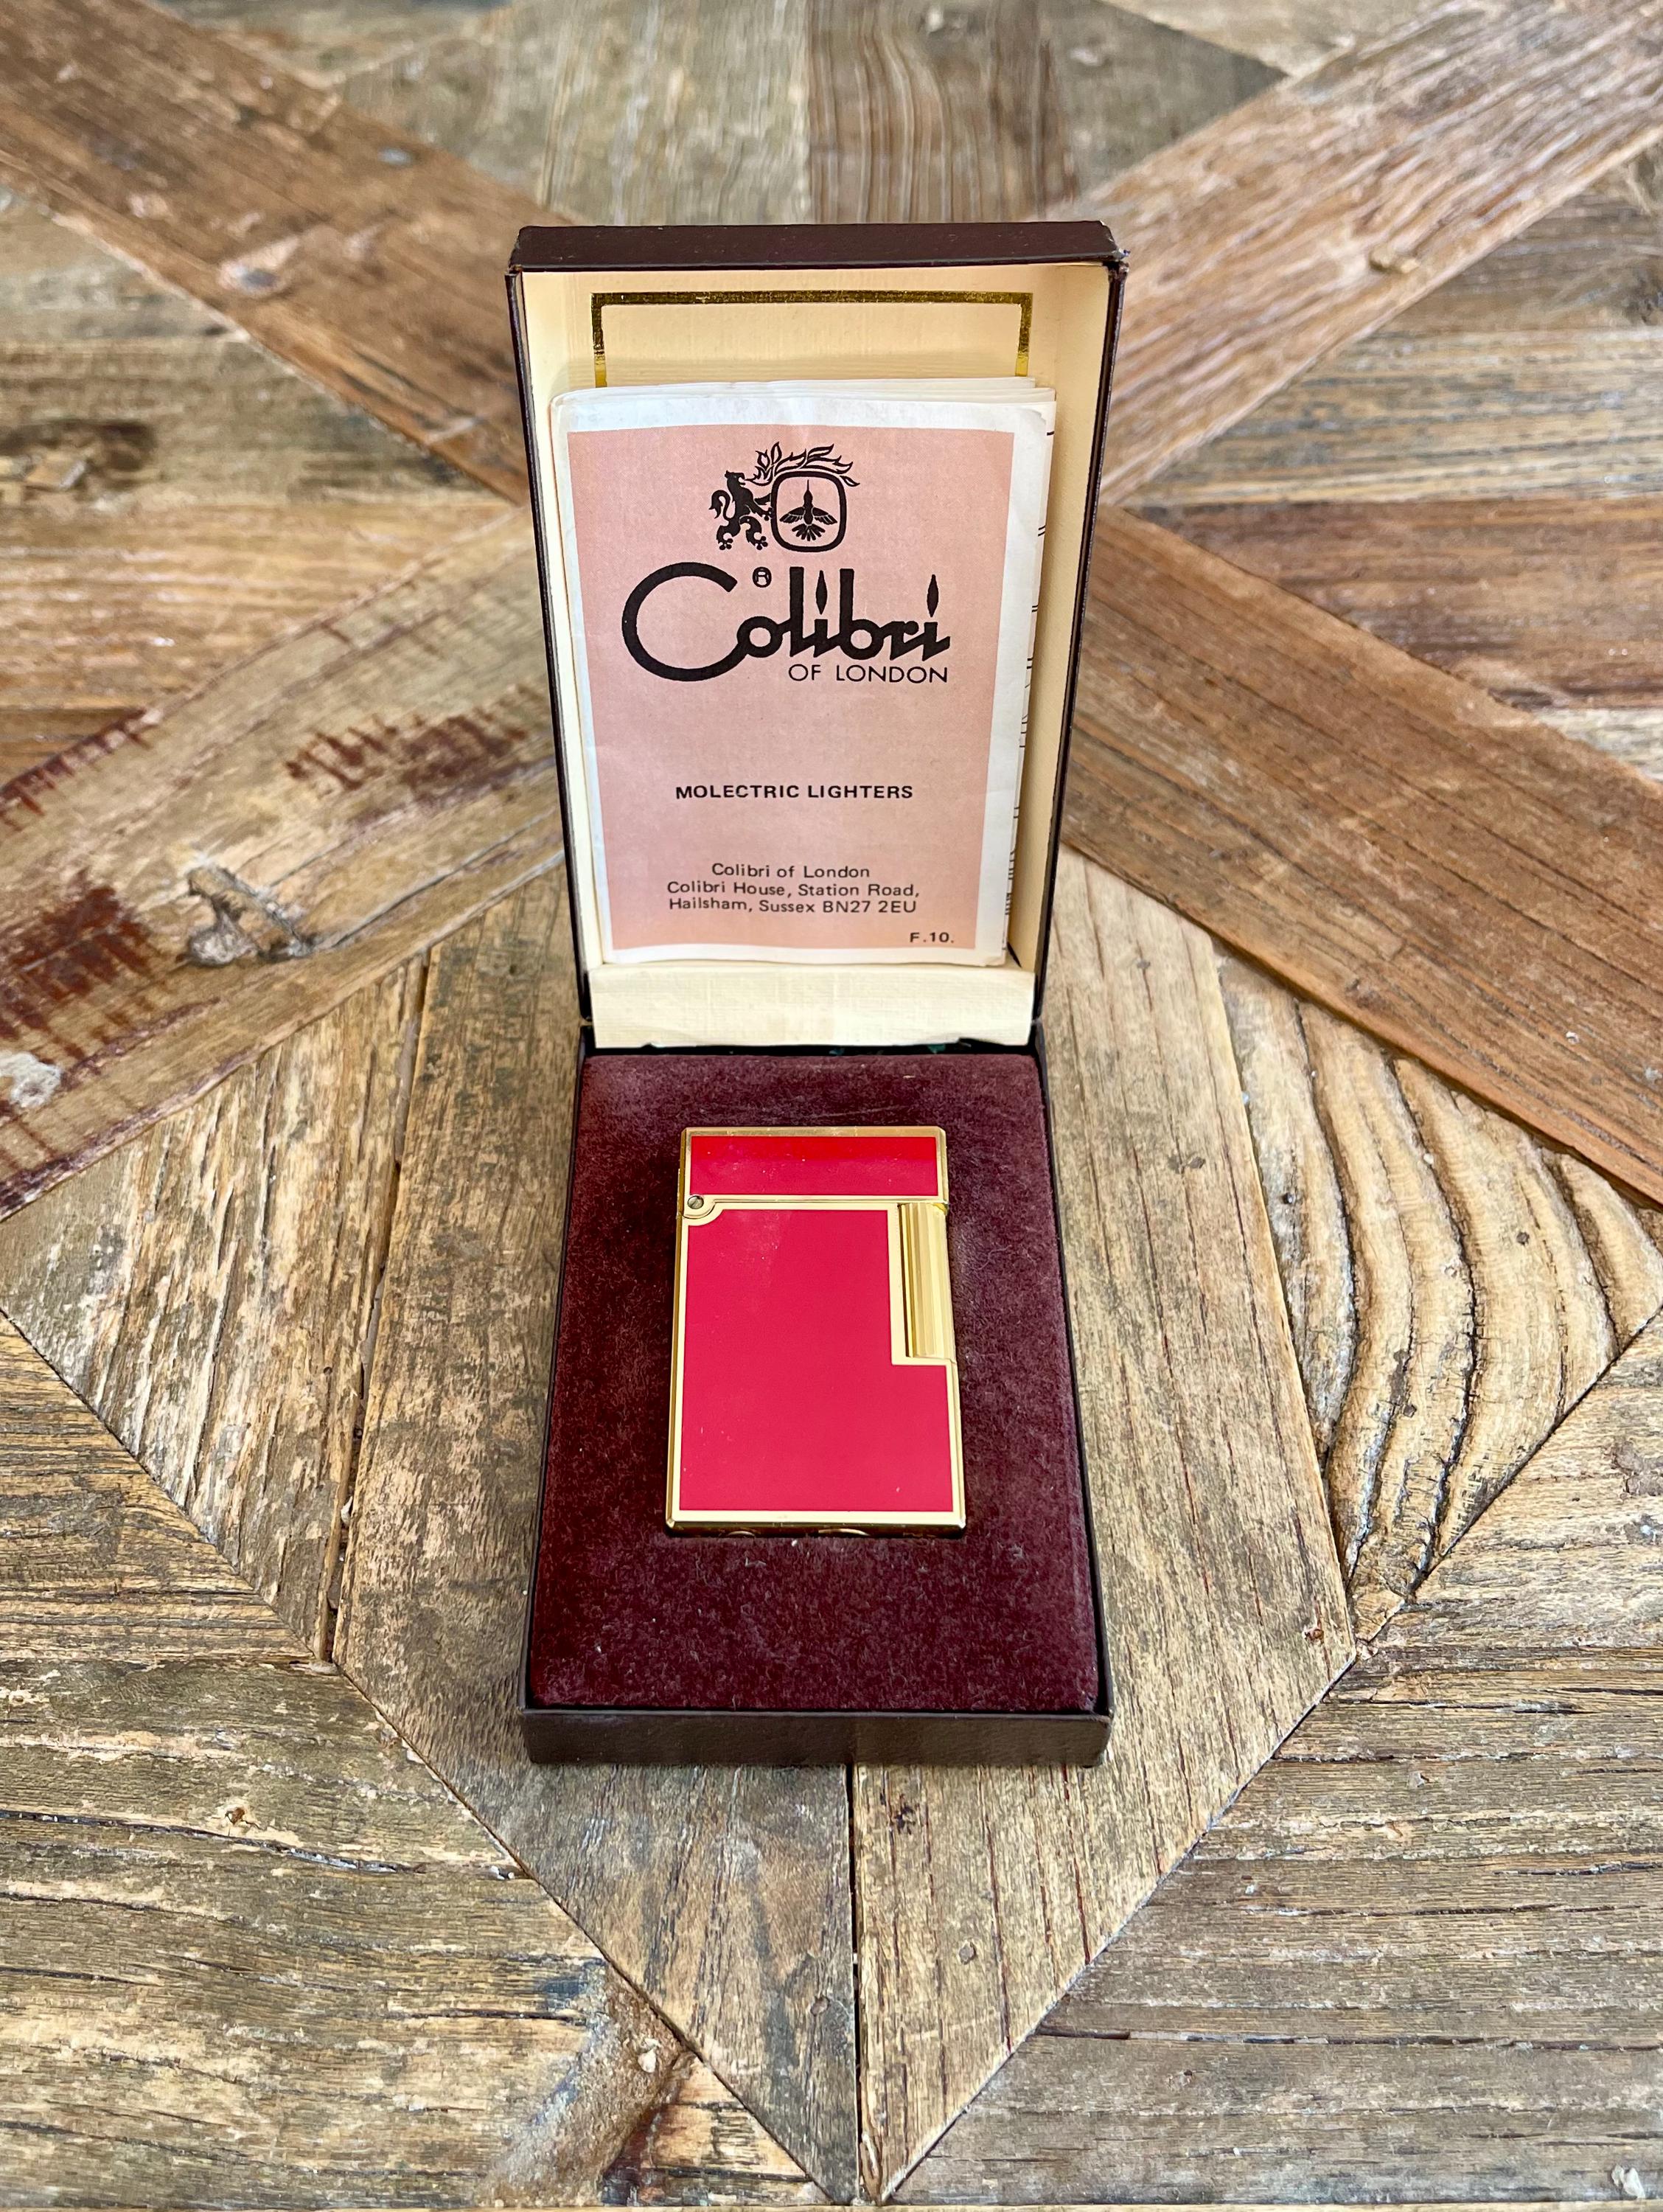 Colibri
OF LONDON
MOLECTRIC LIGHTERS
Colibri of London
Colibri House, Station Road,
Hailsham, Sussex BN27 2EU
F.10.